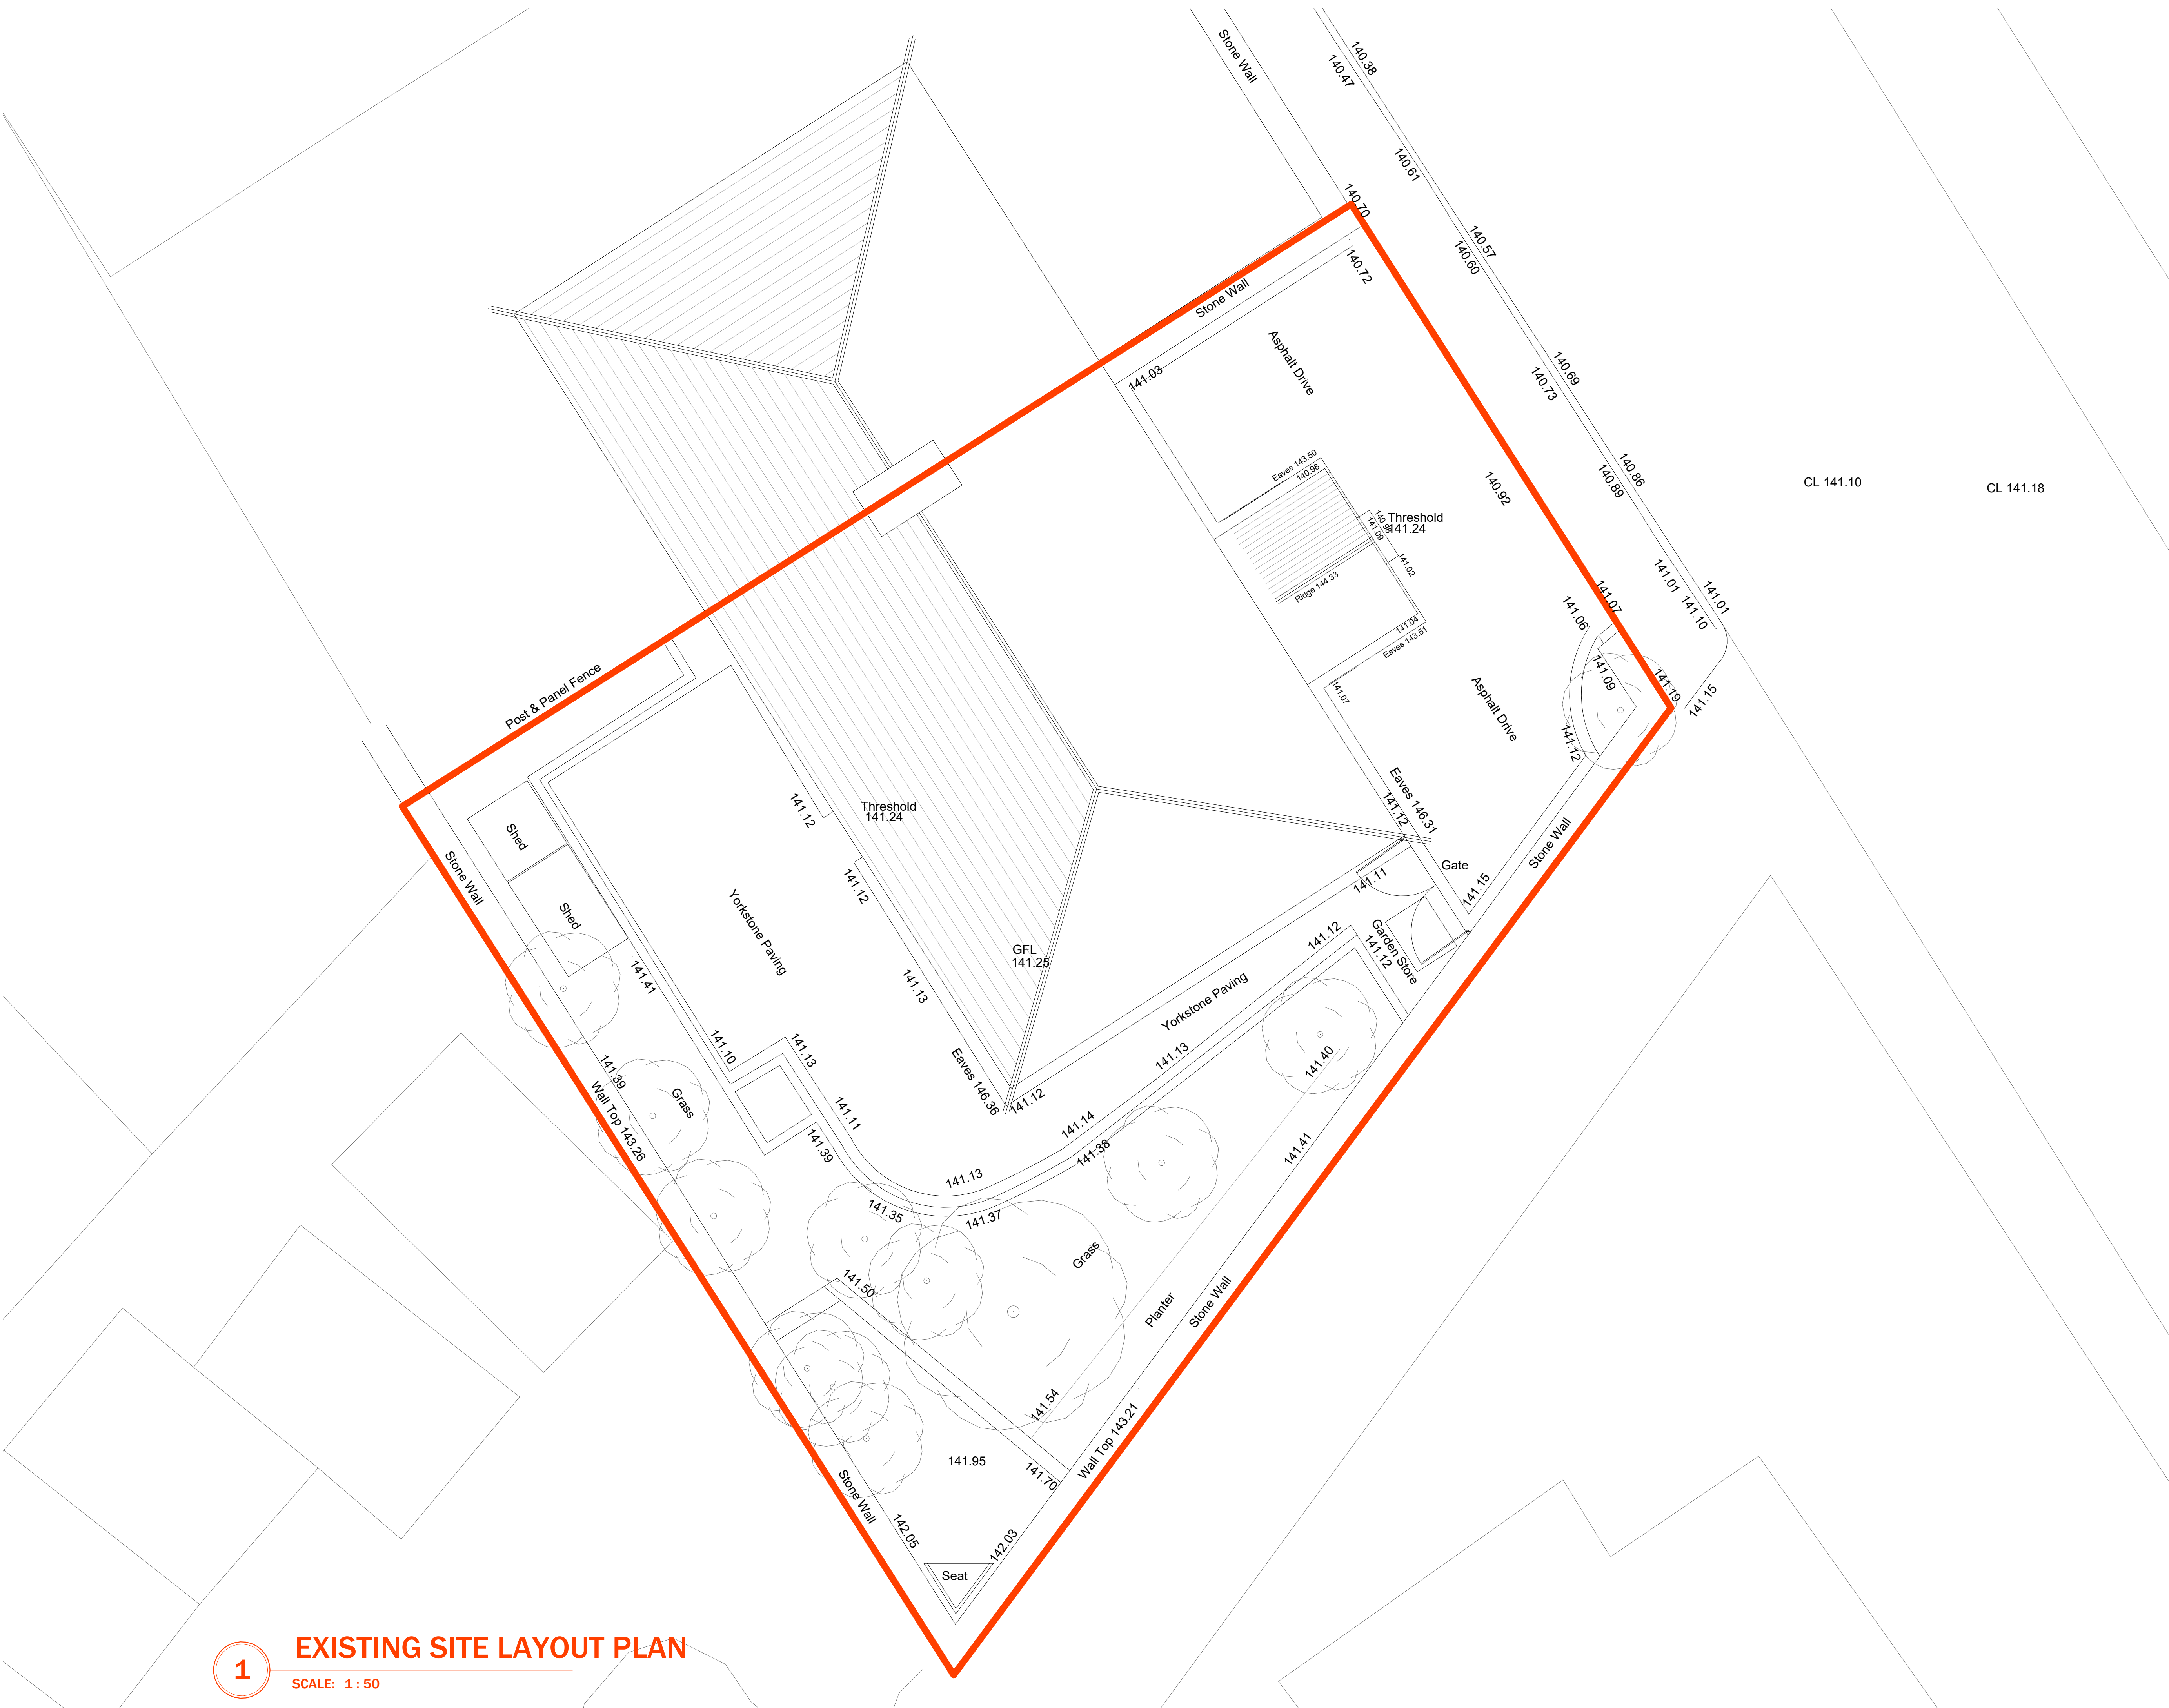 Stone Wall
140.38
140.47
140.61
140.70
140.57
140.60
140.72
Stone Wall
Asphalt Drive
141.03
140.69
140.73
Eaves 143.50
140.98
140.86
140.89
140.92
CL 141.10
CL 141.18
140.98
141.09
Threshold
141.24
141.02
Ridge 144.33
141.01
141.01
141.10
141.07
141.06
141.04
Eaves 143.51
141.09
141.19
141.15
141.07
Asphalt Drive
141.12
Post & Panel Fence
141.12
Threshold
141.24
Eaves 146.31
141.12
Stone Wall
Shed
Stone Wall
Gate
141.11
141.15
141.12
Shed
Yorkstone Paving
141.12
141.12
Garden Store
GFL
141.25
141.41
141.13
Yorkstone Paving
141.10
141.13
141.13
141.40
141.39
Wall Top 143.26
Grass
Eaves 146.36
141.12
141.11
141.14
141.39
141.38
141.41
141.13
141.35
141.37
Grass
141.50
Planter
Stone Wall
141.54
Wall Top 143.21
141.95
141.70
Stone Wall
142.05
142.03
Seat
1
EXISTING SITE LAYOUT PLAN
SCALE: 1 : 50